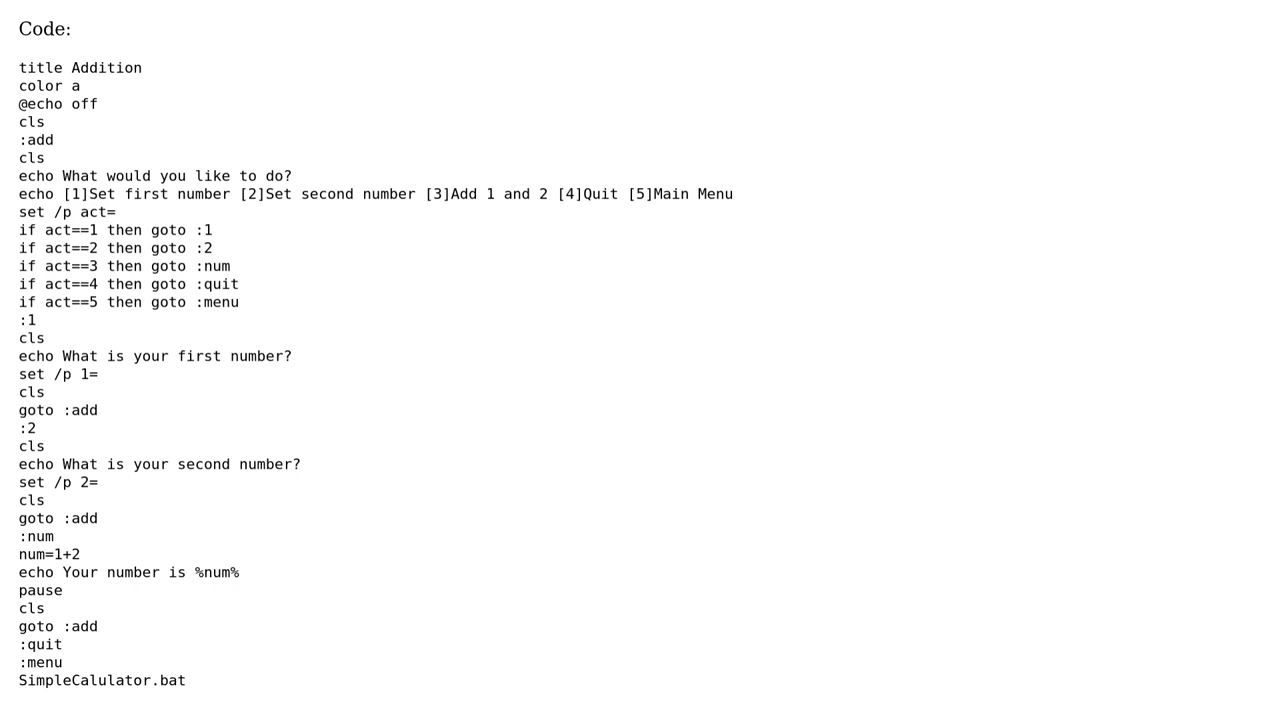 Code:
title Addition
color a
@echo off
cls
:add
cls
echo What would you like to do?
echo [1]Set first number [2]Set second number [3]Add 1 and 2 [4]Quit [5]Main Menu
set /p act=
if act==1 then goto :1
if act==2 then goto :2
if act==3 then goto :num
if act==4 then goto :quit
if act==5 then goto :menu
:1
cls
echo What is your first number?
set /p 1=
cls
goto :add
:2
cls
echo What is your second number?
set /p 2=
cls
goto :add
:num
num=1+2
echo Your number is %num%
pause
cls
goto :add
:quit
:menu
SimpleCalulator.bat